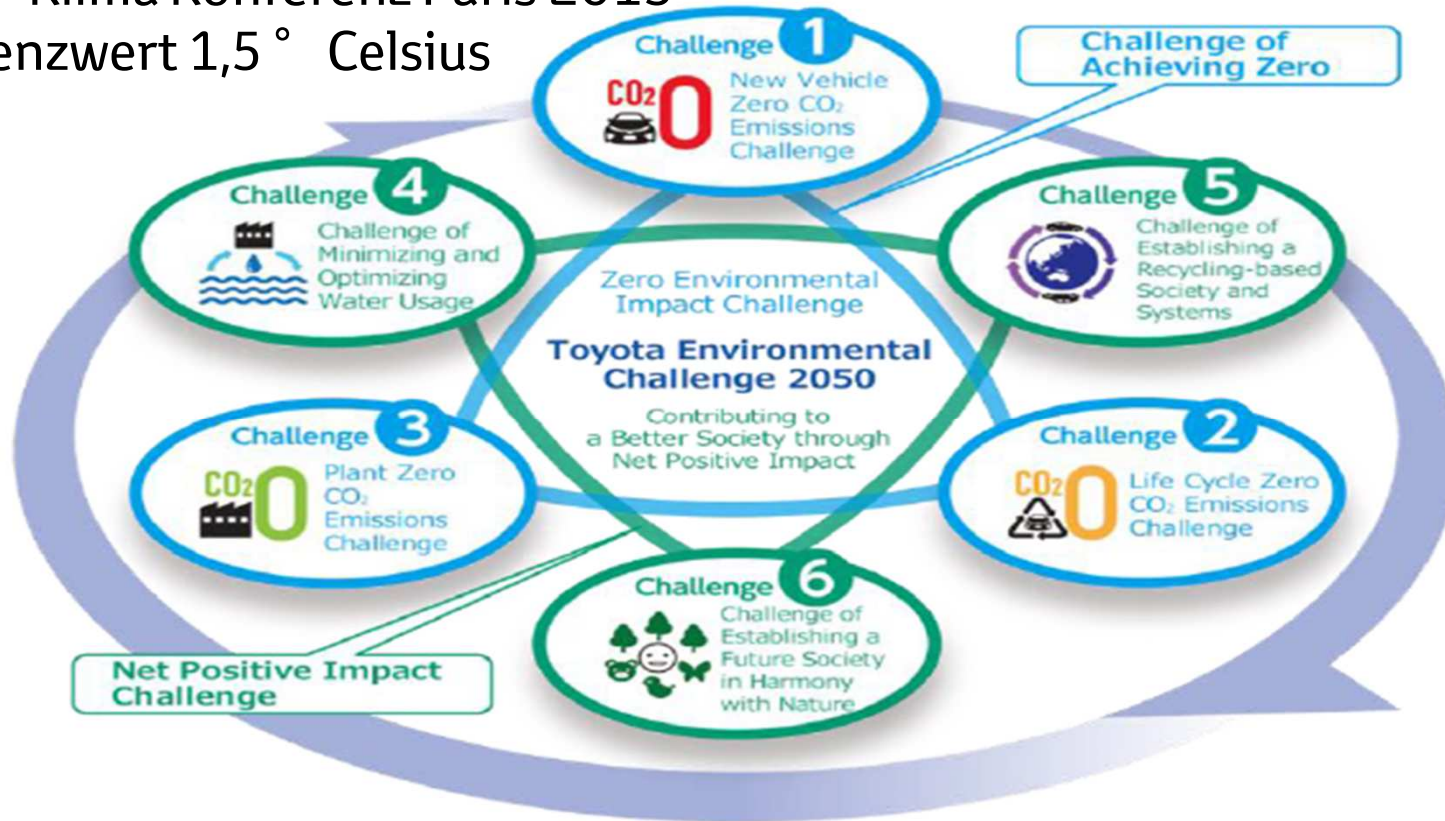 Klima Konferenz Paris 2015
enzwert 1,5 ° Celsius
Challenge 1
CO₂ 0
New Vehicle
Zero CO₂
Emissions
Challenge
Challenge of
Achieving Zero
Challenge 4
Challenge of
Minimizing and
Optimizing
Water Usage
Challenge 5
Challenge of
Establishing a
Recycling-based
Society and
Systems
Zero Environmental
Impact Challenge
Toyota Environmental
Challenge 2050
Contributing to
a Better Society through
Net Positive Impact
Challenge 3
CO₂ 0
Plant Zero
CO₂
Emissions
Challenge
Challenge 2
CO₂ 0
Life Cycle Zero
CO₂ Emissions
Challenge
Challenge 6
Challenge of
Establishing a
Future Society
in Harmony
with Nature
Net Positive Impact
Challenge